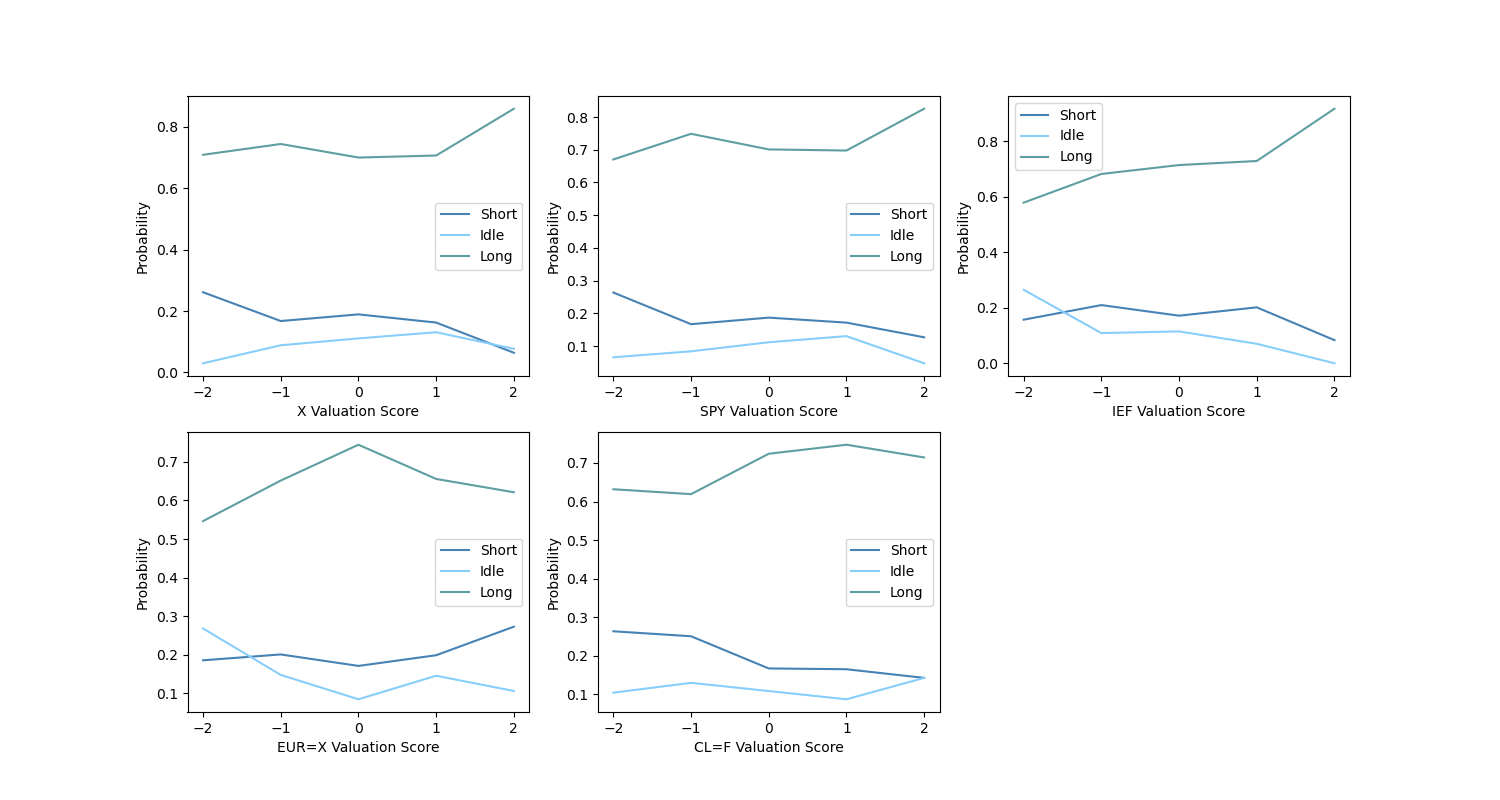 Probability
0.8
0.6
0.4
0.2
0.0
Short
Idle
Long
−2 −1 0 1 2
X Valuation Score
Probability
0.8
0.7
0.6
0.5
0.4
0.3
0.2
0.1
Short
Idle
Long
−2 −1 0 1 2
SPY Valuation Score
Probability
0.8
0.6
0.4
0.2
0.0
Short
Idle
Long
−2 −1 0 1 2
IEF Valuation Score
Probability
0.7
0.6
0.5
0.4
0.3
0.2
0.1
Short
Idle
Long
−2 −1 0 1 2
EUR=X Valuation Score
Probability
0.7
0.6
0.5
0.4
0.3
0.2
0.1
Short
Idle
Long
−2 −1 0 1 2
CL=F Valuation Score